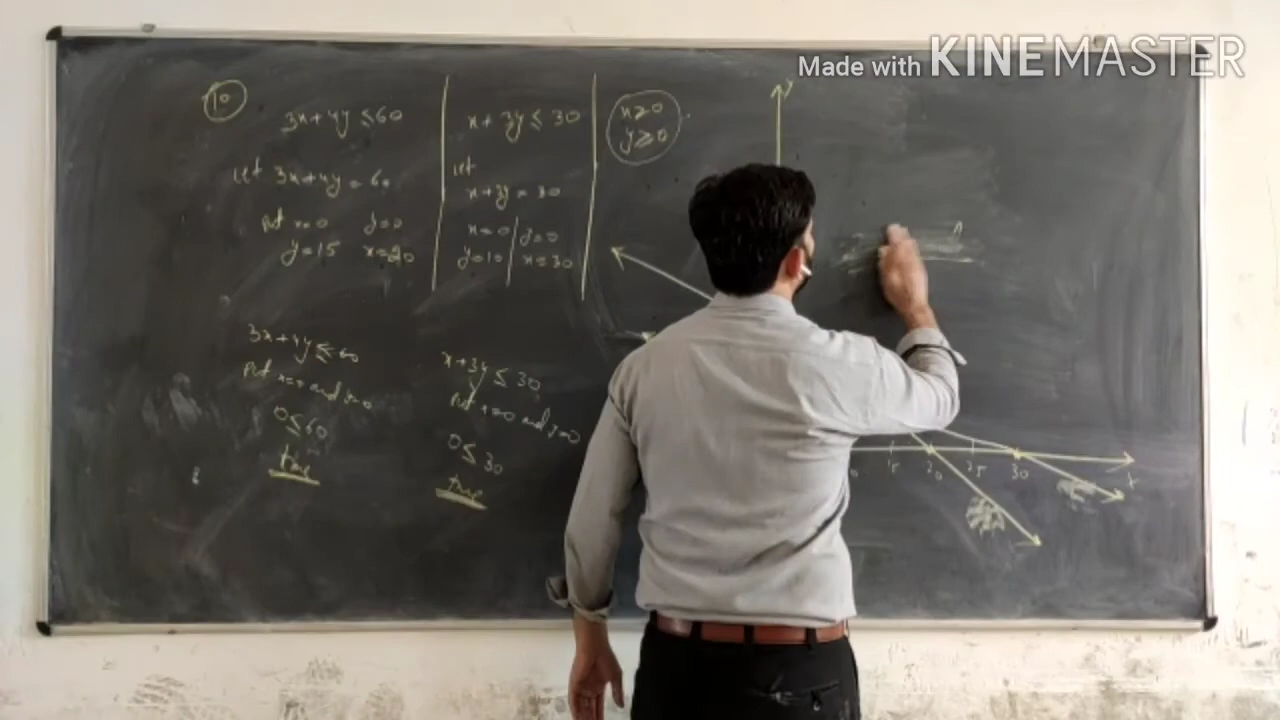 Made with KINEMASTER
10
3x+4y ≤ 60
let 3x+4y = 60
Put x=0 y=0
y=15 x=20
x + 3y ≤ 30
let
x+3y = 30
x=0 y=0
y=10 x=30
x≥0
y≥0
3x+4y ≤ 60
Put x=0 and y=0
0≤60
true
x+3y ≤ 30
Put x=0 and y=0
0≤ 30
true
y
15 20 25 30
x